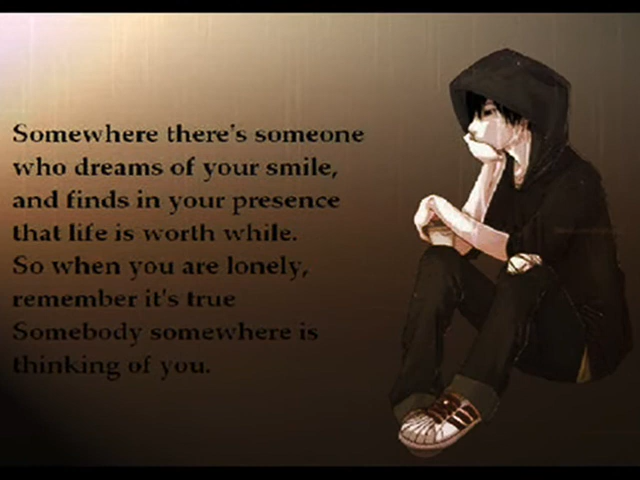 Somewhere there's someone
who dreams of your smile,
and finds in your presence
that life is worth while.
So when you are lonely,
remember it's true
Somebody somewhere is
thinking of you.